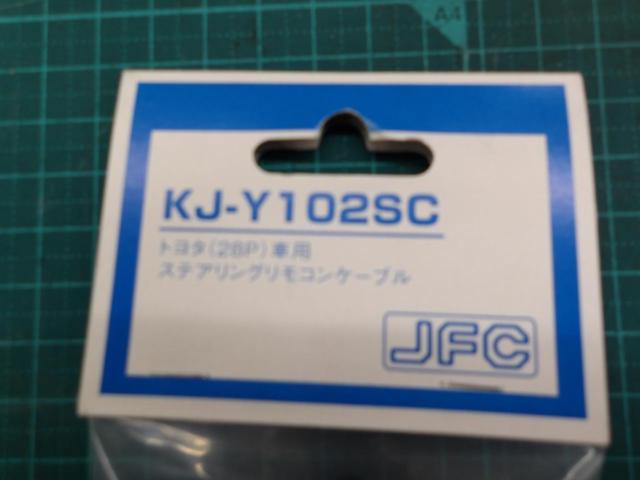 A4
KJ-Y102SC
トヨタ(28P)車用
ステアリングリモコンケーブル
JFC